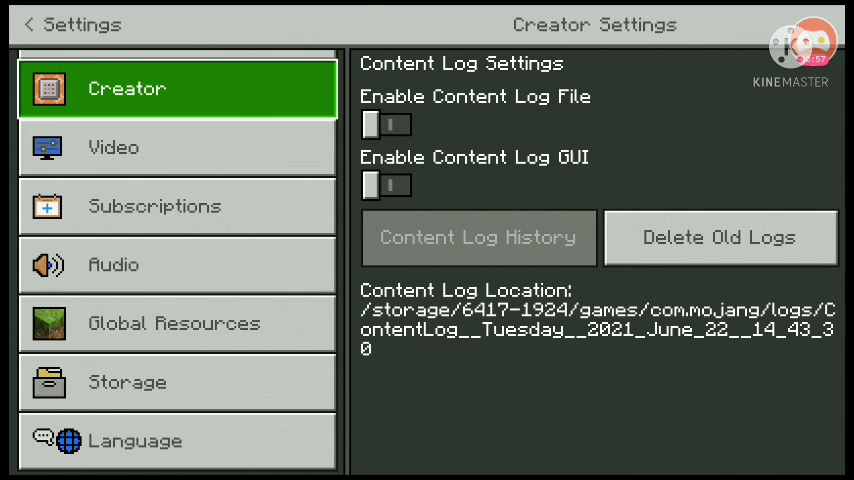 < Settings
Creator Settings
10:57
KINEMASTER
Creator
Video
Subscriptions
Audio
Global Resources
Storage
Language
Content Log Settings
Enable Content Log File
Enable Content Log GUI
Content Log History
Delete Old Logs
Content Log Location:
/storage/6417-1924/games/com.mojang/logs/C
ontentLog__Tuesday__2021_June_22__14_43_3
0